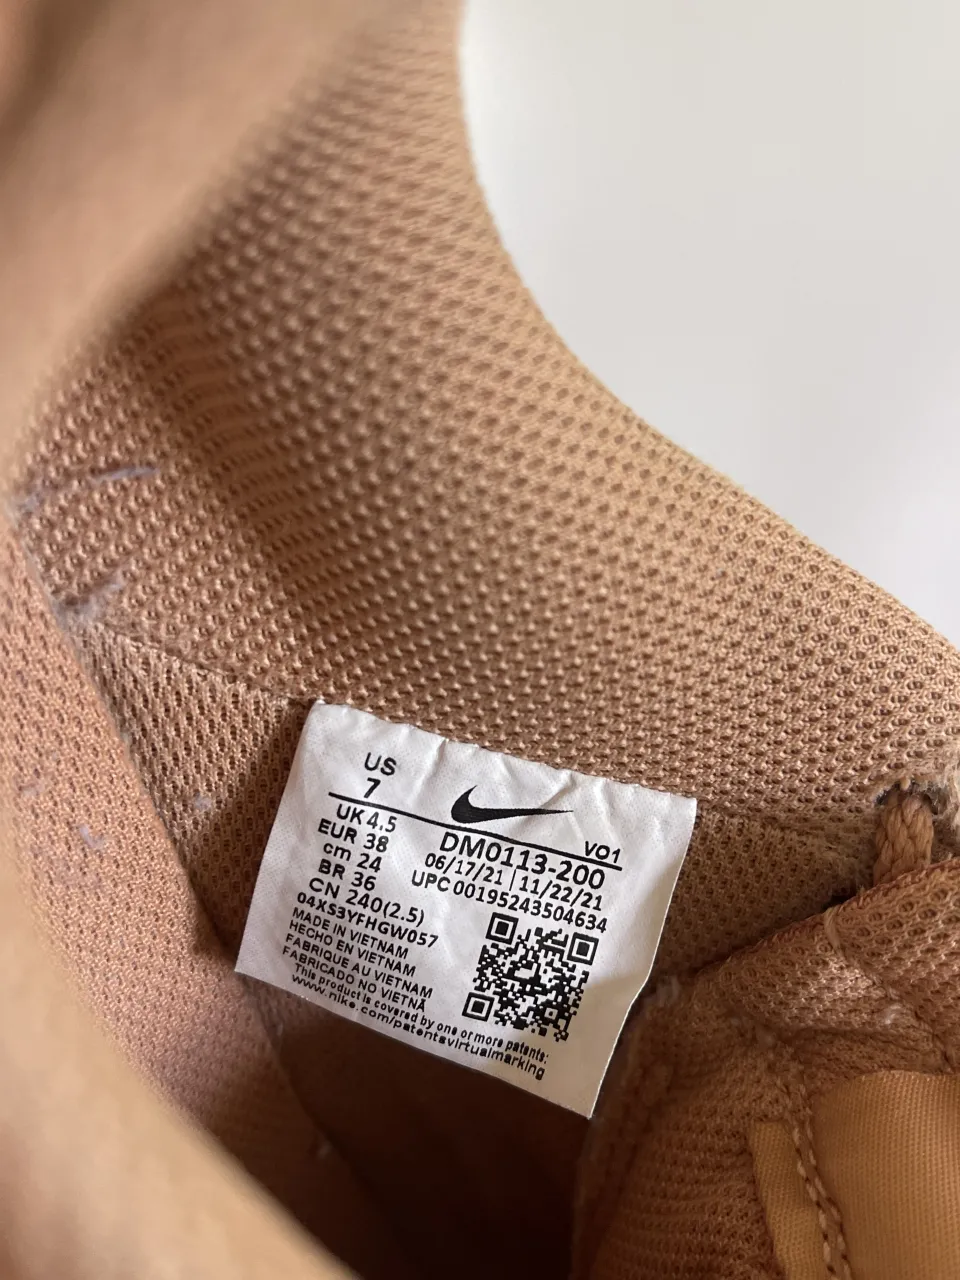 US
7
UK 4.5
EUR 38
cm 24
BR 36
CN 240(2.5)
04XS3YFHGW057
MADE IN VIETNAM
HECHO EN VIETNAM
FABRIQUE AU VIETNAM
FABRICADO NO VIETNÃ
This product is covered by one or more patents:
www.nike.com/patentsvirtualmarking
VO1
DM0113-200
06/17/21 | 11/22/21
UPC 00195243504634